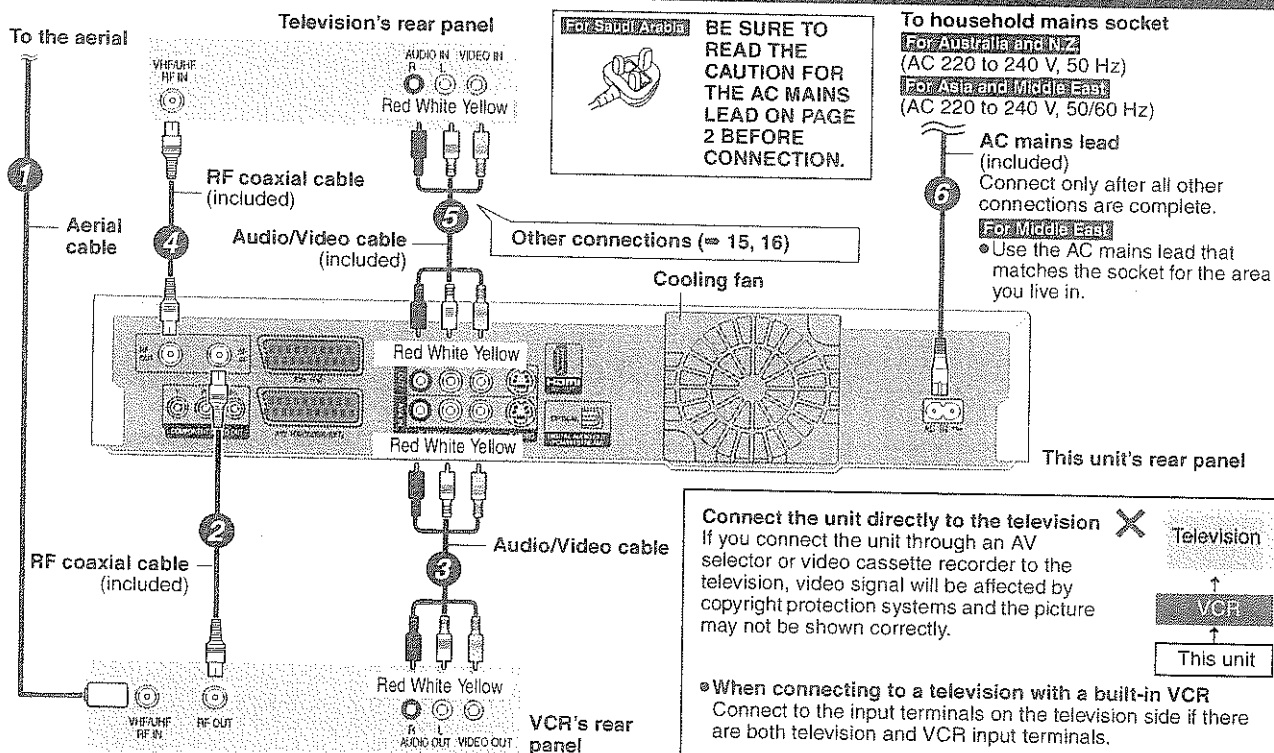 To the aerial
Television's rear panel
VHF/UHF
RF IN
AUDIO IN VIDEO IN
R L
Red White Yellow
1
RF coaxial cable
(included)
4
Aerial
cable
Audio/Video cable
(included)
5
Other connections (➡ 15, 16)
For Saudi Arabia
BE SURE TO
READ THE
CAUTION FOR
THE AC MAINS
LEAD ON PAGE
2 BEFORE
CONNECTION.
To household mains socket
For Australia and N.Z.
(AC 220 to 240 V, 50 Hz)
For Asia and Middle East
(AC 220 to 240 V, 50/60 Hz)
AC mains lead
(included)
Connect only after all other
connections are complete.
6
For Middle East
● Use the AC mains lead that
matches the socket for the area
you live in.
Cooling fan
RF
OUT
Red White Yellow
OPTICAL
Red White Yellow
This unit's rear panel
2
RF coaxial cable
(included)
Audio/Video cable
3
VHF/UHF
RF IN
RF OUT
Red White Yellow
R L
AUDIO OUT VIDEO OUT
VCR's rear
panel
Connect the unit directly to the television
If you connect the unit through an AV
selector or video cassette recorder to the
television, video signal will be affected by
copyright protection systems and the picture
may not be shown correctly.
Television
VCR
This unit
● When connecting to a television with a built-in VCR
Connect to the input terminals on the television side if there
are both television and VCR input terminals.